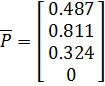 P̅ = [0.487
0.811
0.324
0]